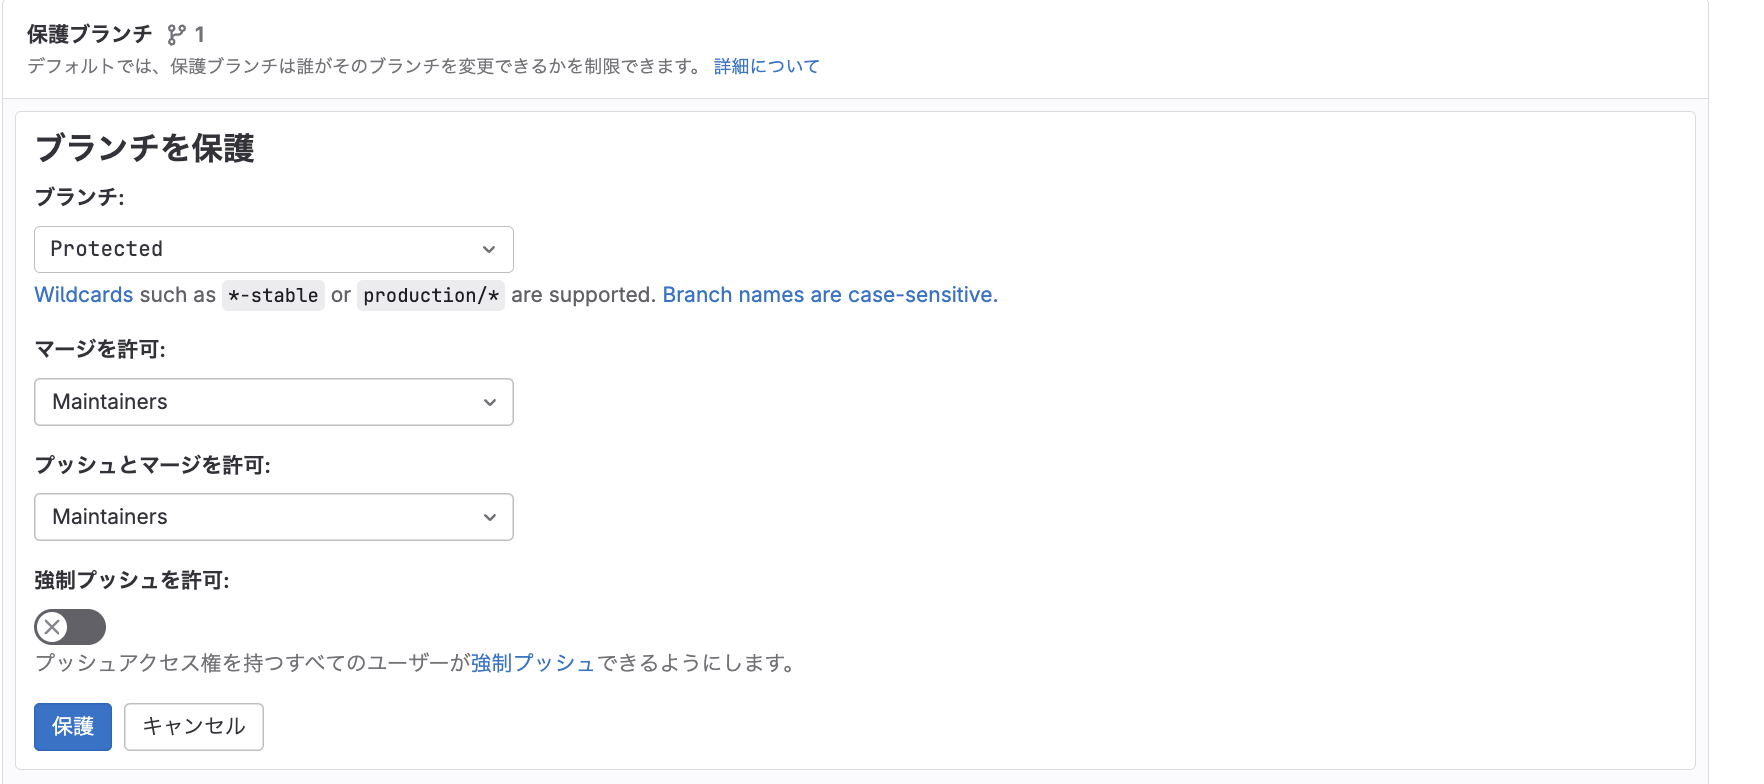 保護ブランチ 1
デフォルトでは、保護ブランチは誰がそのブランチを変更できるかを制限できます。 詳細について
ブランチを保護
ブランチ:
Protected
Wildcards such as *-stable or production/* are supported. Branch names are case-sensitive.
マージを許可:
Maintainers
プッシュとマージを許可:
Maintainers
強制プッシュを許可:
プッシュアクセス権を持つすべてのユーザーが強制プッシュできるようにします。
保護 キャンセル